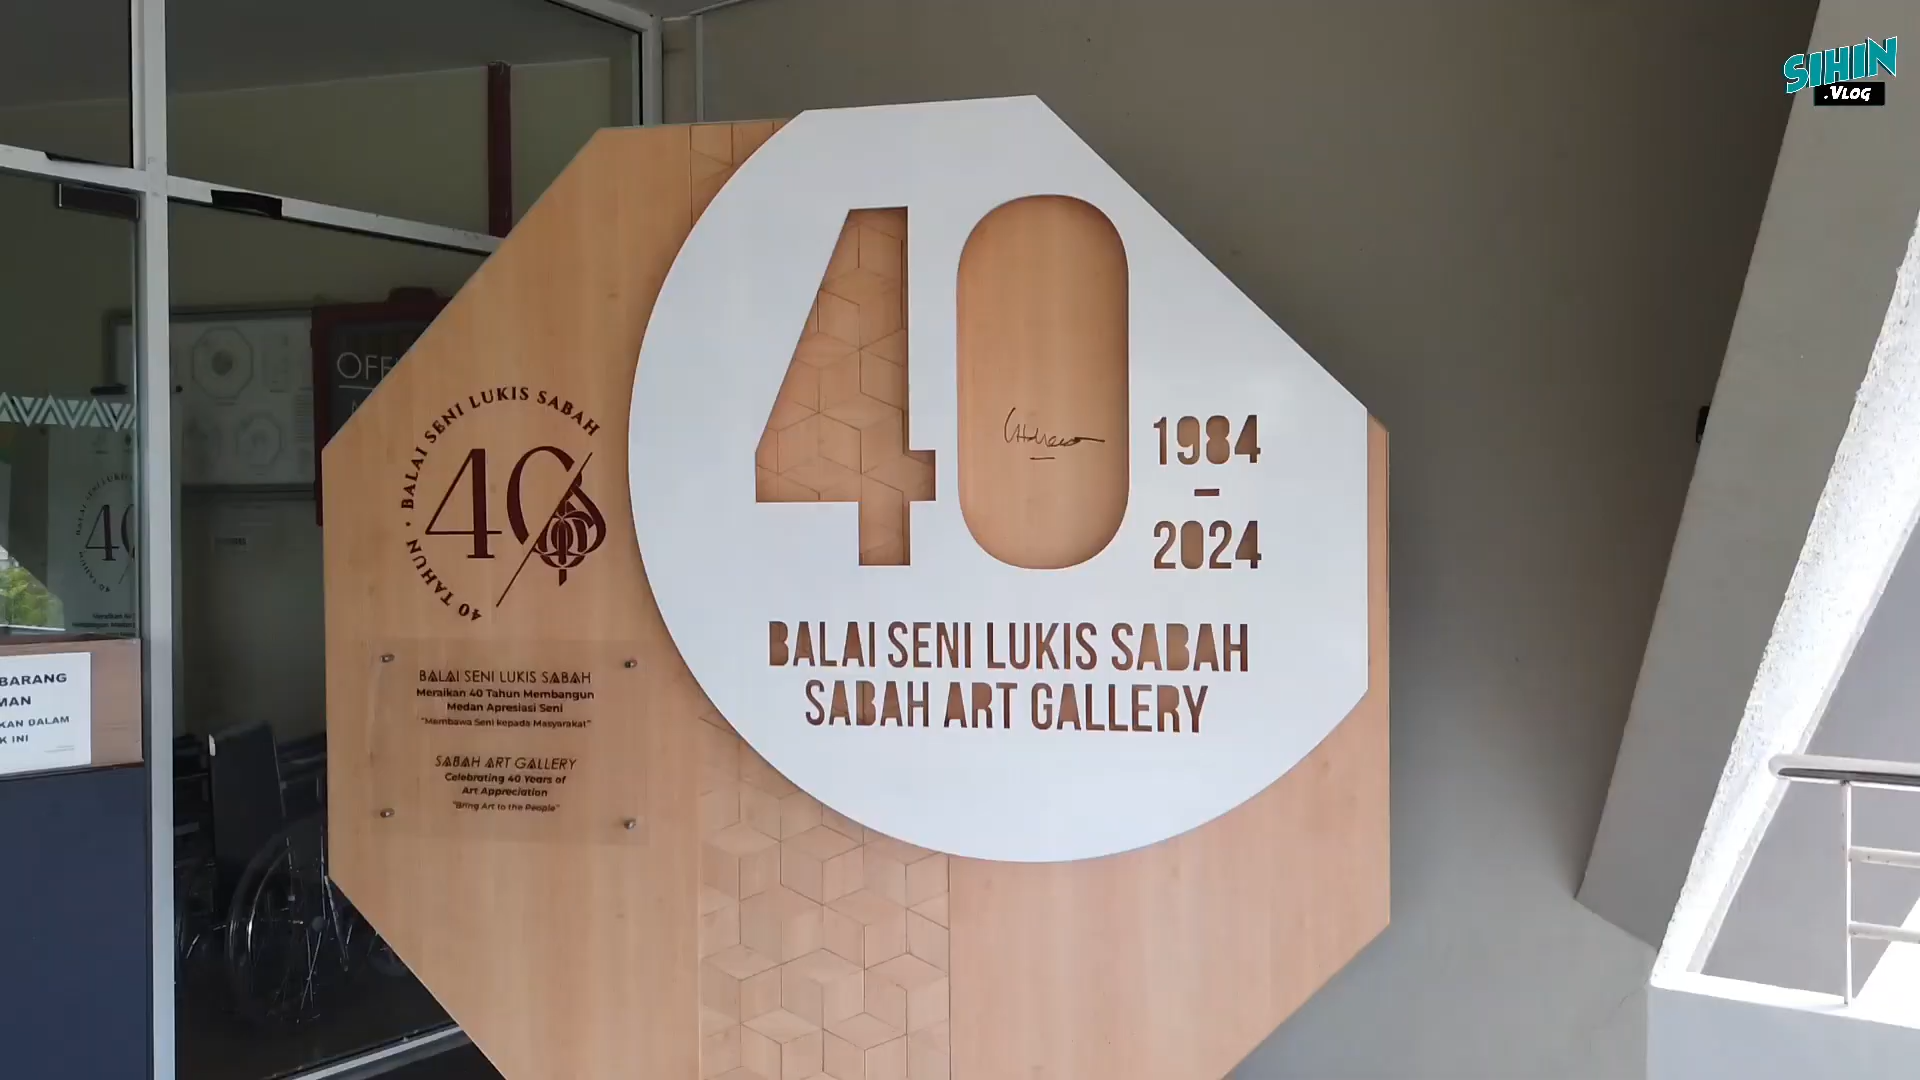 SIHIN
.VLOG
OFF
BALAI SENI LUKIS SABAH
40 TAHUN
40
40
1984
–
2024
BALAI SENI LUKIS SABAH
SABAH ART GALLERY
BALAI SENI LUKIS SABAH
Meraikan 40 Tahun Membangun
Medan Apresiasi Seni
"Membawa Seni kepada Masyarakat"
SABAH ART GALLERY
Celebrating 40 Years of
Art Appreciation
"Bring Art to the People"
BARANG
MAN
KAN DALAM
K INI